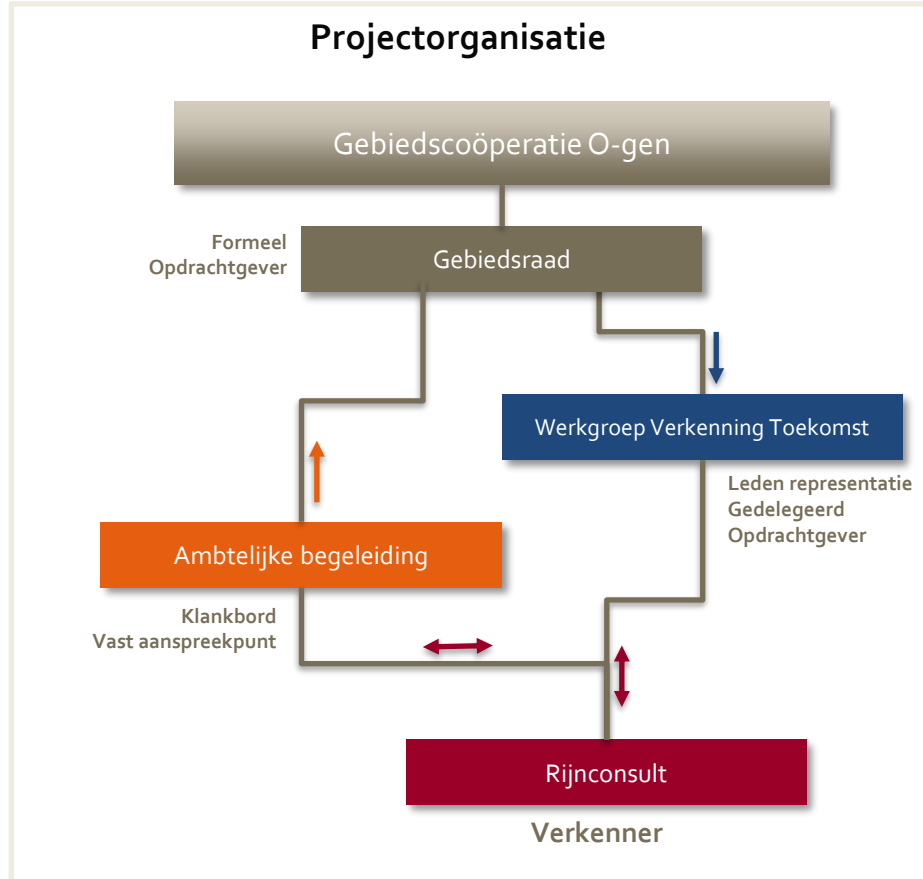 Projectorganisatie
Gebiedscoöperatie O-gen
Formeel
Opdrachtgever
Gebiedsraad
Werkgroep Verkenning Toekomst
Leden representatie
Gedelegeerd
Opdrachtgever
Ambtelijke begeleiding
Klankbord
Vast aanspreekpunt
Rijnconsult
Verkenner